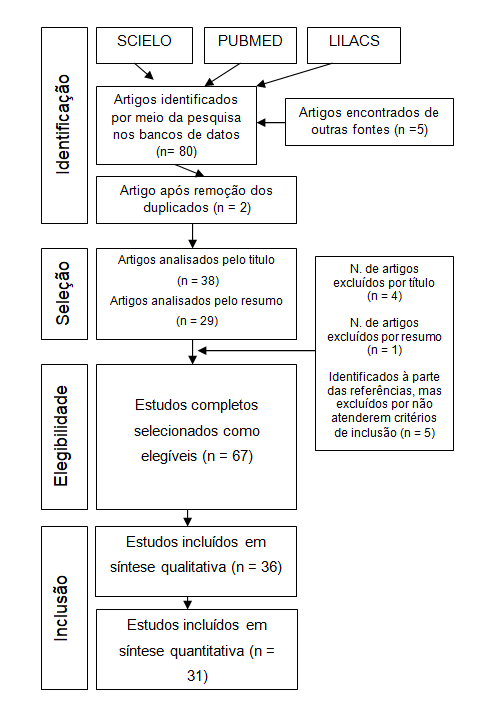 SCIELO
PUBMED
LILACS
Identificação
Artigos identificados
por meio da pesquisa
nos bancos de datos
(n= 80)
Artigos encontrados de
outras fontes (n =5)
Artigo após remoção dos
duplicados (n = 2)
Seleção
Artigos analisados pelo titulo
(n = 38)
Artigos analisados pelo resumo
(n = 29)
N. de artigos
excluídos por título
(n = 4)
N. de artigos
excluídos por resumo
(n = 1)
Identificados à parte
das referências, mas
excluídos por não
atenderem critérios
de inclusão (n = 5)
Elegibilidade
Estudos completos
selecionados como
elegíveis (n = 67)
Inclusão
Estudos incluídos em
síntese qualitativa (n = 36)
Estudos incluídos em
síntese quantitativa (n =
31)